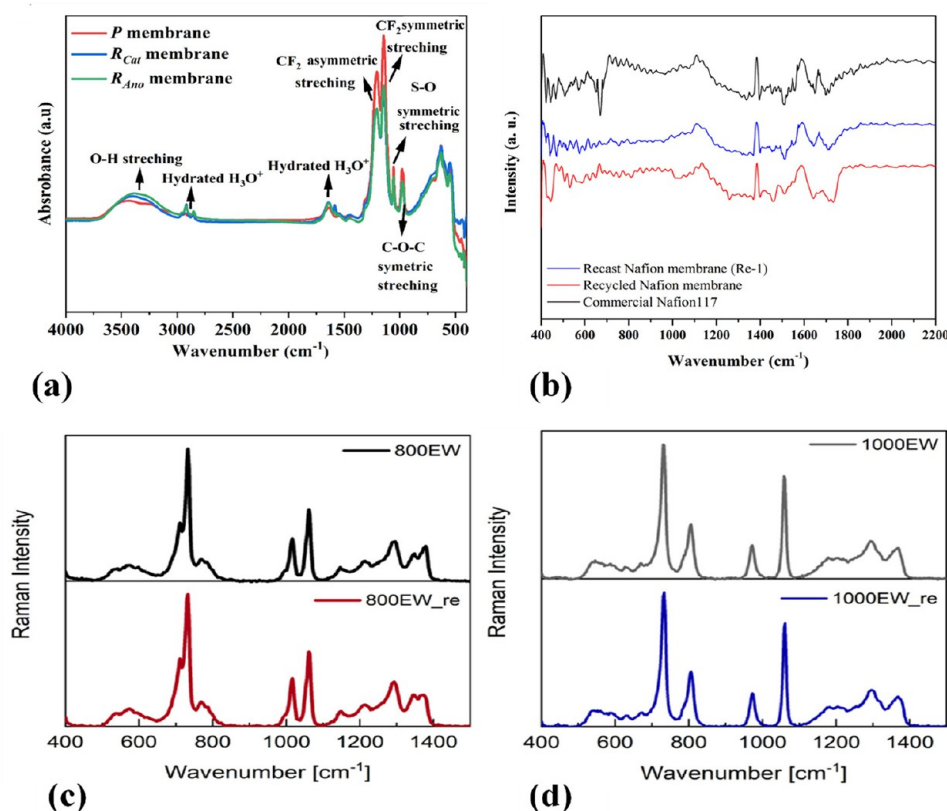 P membrane
R_Cat membrane
R_Ano membrane
CF₂symmetric
streching
CF₂ asymmetric
streching
S-O
symmetric
streching
O-H streching
Hydrated H₃O⁺
Hydrated H₃O⁺
C-O-C
symetric
streching
Absrobance (a.u)
4000 3500 3000 2500 2000 1500 1000 500
Wavenumber (cm⁻¹)
(a)
Intensity (a. u.)
Recast Nafion membrane (Re-1)
Recycled Nafion membrane
Commercial Nafion117
400 600 800 1000 1200 1400 1600 1800 2000 2200
Wavenumber (cm⁻¹)
(b)
Raman Intensity
800EW
800EW_re
400 600 800 1000 1200 1400
Wavenumber [cm⁻¹]
(c)
Raman Intensity
1000EW
1000EW_re
400 600 800 1000 1200 1400
Wavenumber [cm⁻¹]
(d)